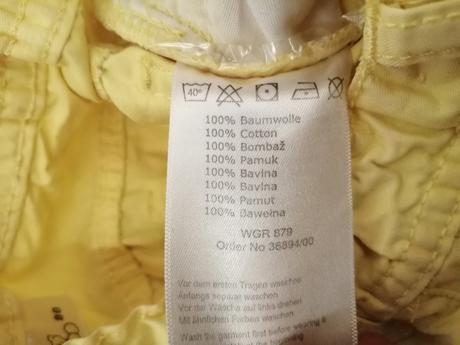 40°
100% Baumwolle
100% Cotton
100% Bombaž
100% Pamuk
100% Bavlna
100% Bavlna
100% Pamut
100% Bawełna
WGR 879
Order No 36894/00
Vor dem ersten Tragen waschen
Anfangs separat waschen
Vor der Wäsche auf links drehen
Mit ähnlichen Farben waschen
Wash the garment first before wearing it